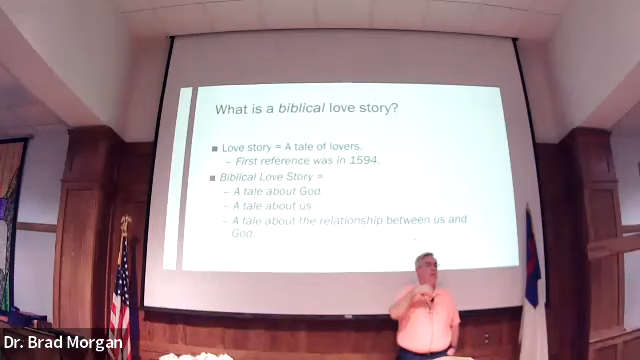 What is a biblical love story?
■ Love story = A tale of lovers.
– First reference was in 1594.
■ Biblical Love Story =
– A tale about God.
– A tale about us.
– A tale about the relationship between us and
God.
Dr. Brad Morgan